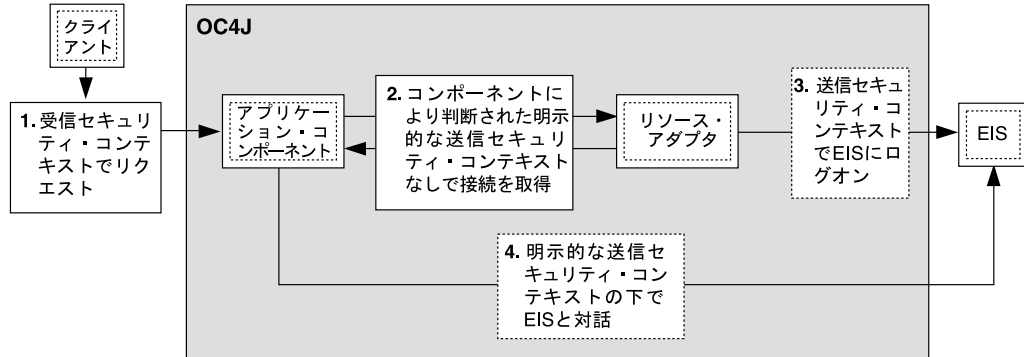 OC4J
クライ
アント
1. 受信セキュリ
ティ・コンテ
キストでリク
エスト
アプリケー
ション・コ
ンポーネント
2. コンポーネントに
より判断された明示
的な送信セキュ
リティ・コンテキスト
なしで接続を取得
リソース・
アダプタ
3. 送信セキュ
リティ・コ
ンテキスト
でEISにロ
グオン
EIS
4. 明示的な送信セ
キュリティ・コン
テキストの下で
EISと対話